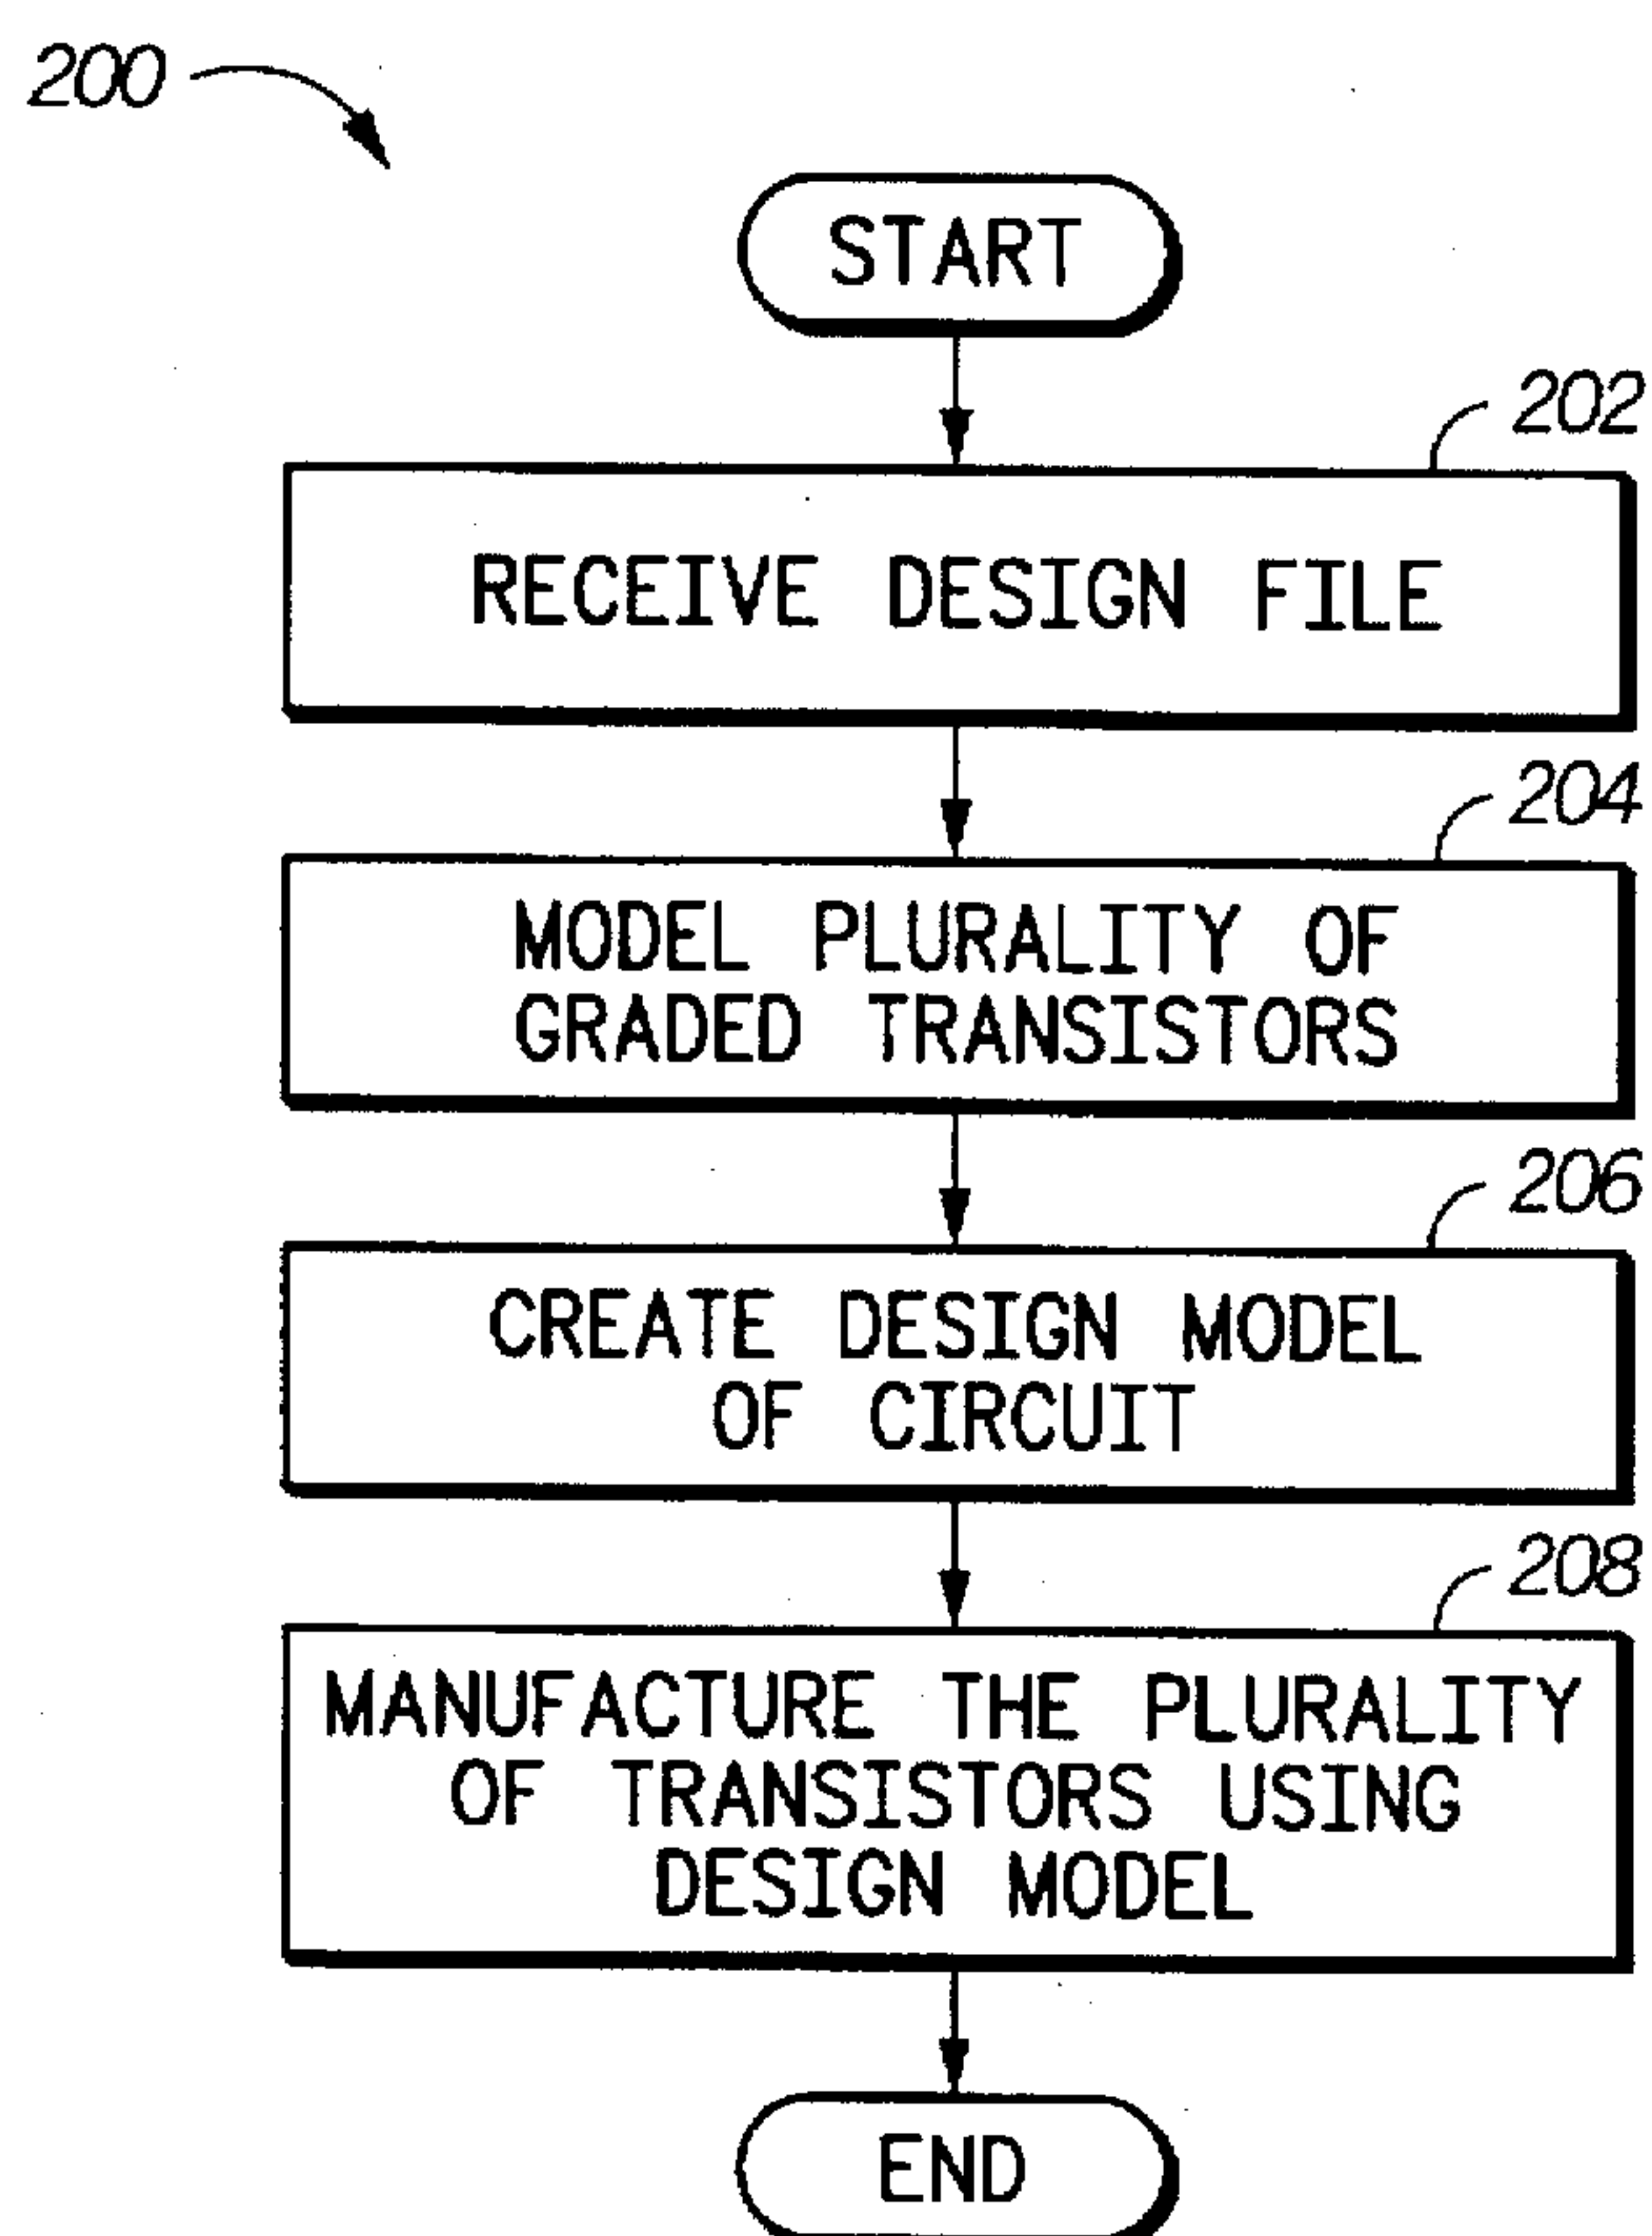 200
START
202
RECEIVE DESIGN FILE
204
MODEL PLURALITY OF
GRADED TRANSISTORS
206
CREATE DESIGN MODEL
OF CIRCUIT
208
MANUFACTURE THE PLURALITY
OF TRANSISTORS USING
DESIGN MODEL
END